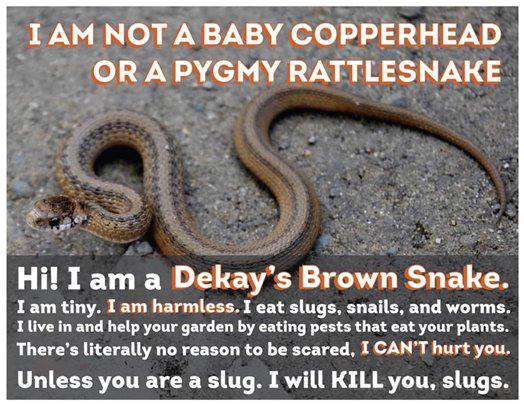 I AM NOT A BABY COPPERHEAD
OR A PYGMY RATTLESNAKE
Hi! I am a Dekay's Brown Snake.
I am tiny. I am harmless. I eat slugs, snails, and worms.
I live in and help your garden by eating pests that eat your plants.
There's literally no reason to be scared, I CAN'T hurt you.
Unless you are a slug. I will KILL you, slugs.